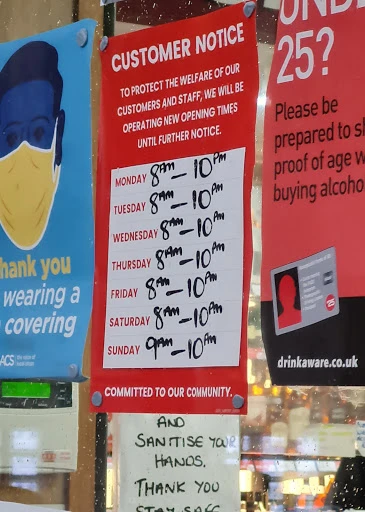 CUSTOMER NOTICE
TO PROTECT THE WELFARE OF OUR
CUSTOMERS AND STAFF, WE WILL BE
OPERATING NEW OPENING TIMES
UNTIL FURTHER NOTICE.
MONDAY 8AM - 10PM
TUESDAY 8AM - 10PM
WEDNESDAY 8AM - 10PM
THURSDAY 8AM - 10PM
FRIDAY 8AM - 10PM
SATURDAY 8AM - 10PM
SUNDAY 9AM - 10PM
COMMITTED TO OUR COMMUNITY.
hank you
wearing a
covering
ACS
25?
Please be
prepared to
proof of age
buying alcoho
drinkaware.co.uk
AND
SANITISE YOUR
HANDS.
THANK YOU
STAY SAFE